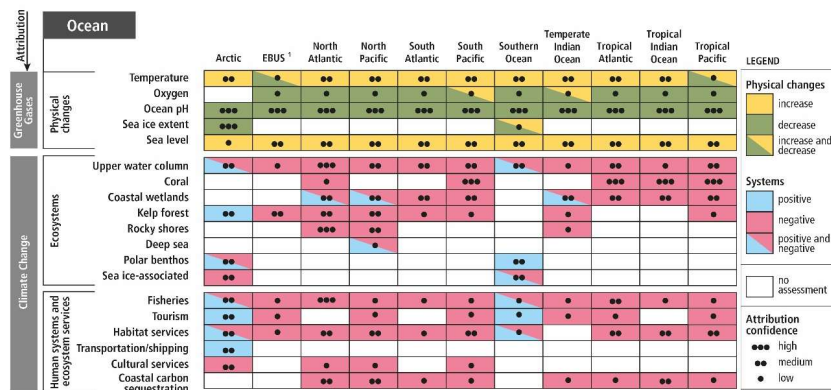 Attribution
Ocean
Arctic
EBUS ¹
North Atlantic
North Pacific
South Atlantic
South Pacific
Southern Ocean
Temperate Indian Ocean
Tropical Atlantic
Tropical Indian Ocean
Tropical Pacific
Greenhouse Gases
Physical changes
Temperature
Oxygen
Ocean pH
Sea ice extent
Sea level
Climate Change
Ecosystems
Upper water column
Coral
Coastal wetlands
Kelp forest
Rocky shores
Deep sea
Polar benthos
Sea ice-associated
Human systems and ecosystem services
Fisheries
Tourism
Habitat services
Transportation/shipping
Cultural services
Coastal carbon
sequestration
LEGEND
Physical changes
increase
decrease
increase and
decrease
Systems
positive
negative
positive and
negative
no
assessment
Attribution
confidence
high
medium
low